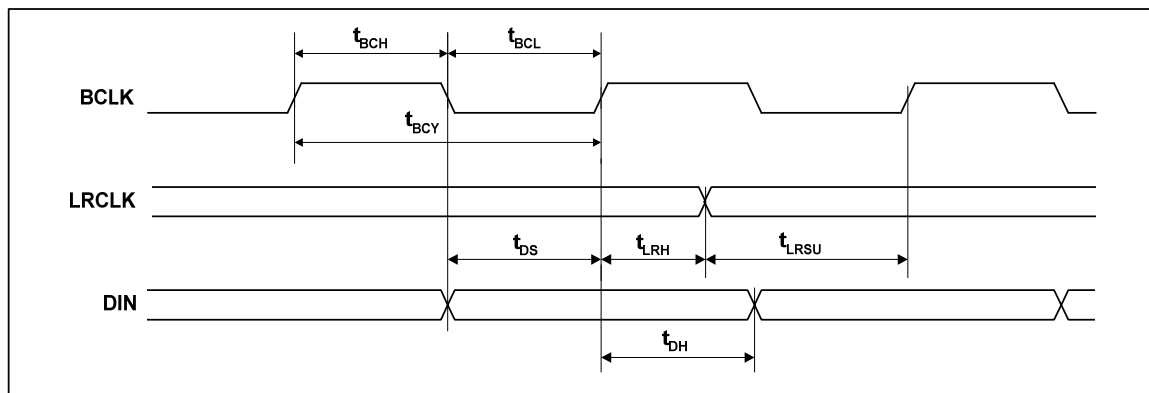 tBCH tBCL
BCLK
tBCY
LRCLK
tDS tLRH tLRSU
DIN
tDH